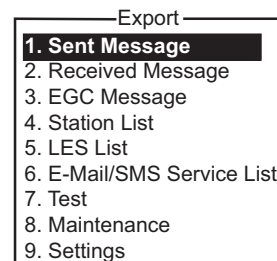 Export
1. Sent Message
2. Received Message
3. EGC Message
4. Station List
5. LES List
6. E-Mail/SMS Service List
7. Test
8. Maintenance
9. Settings